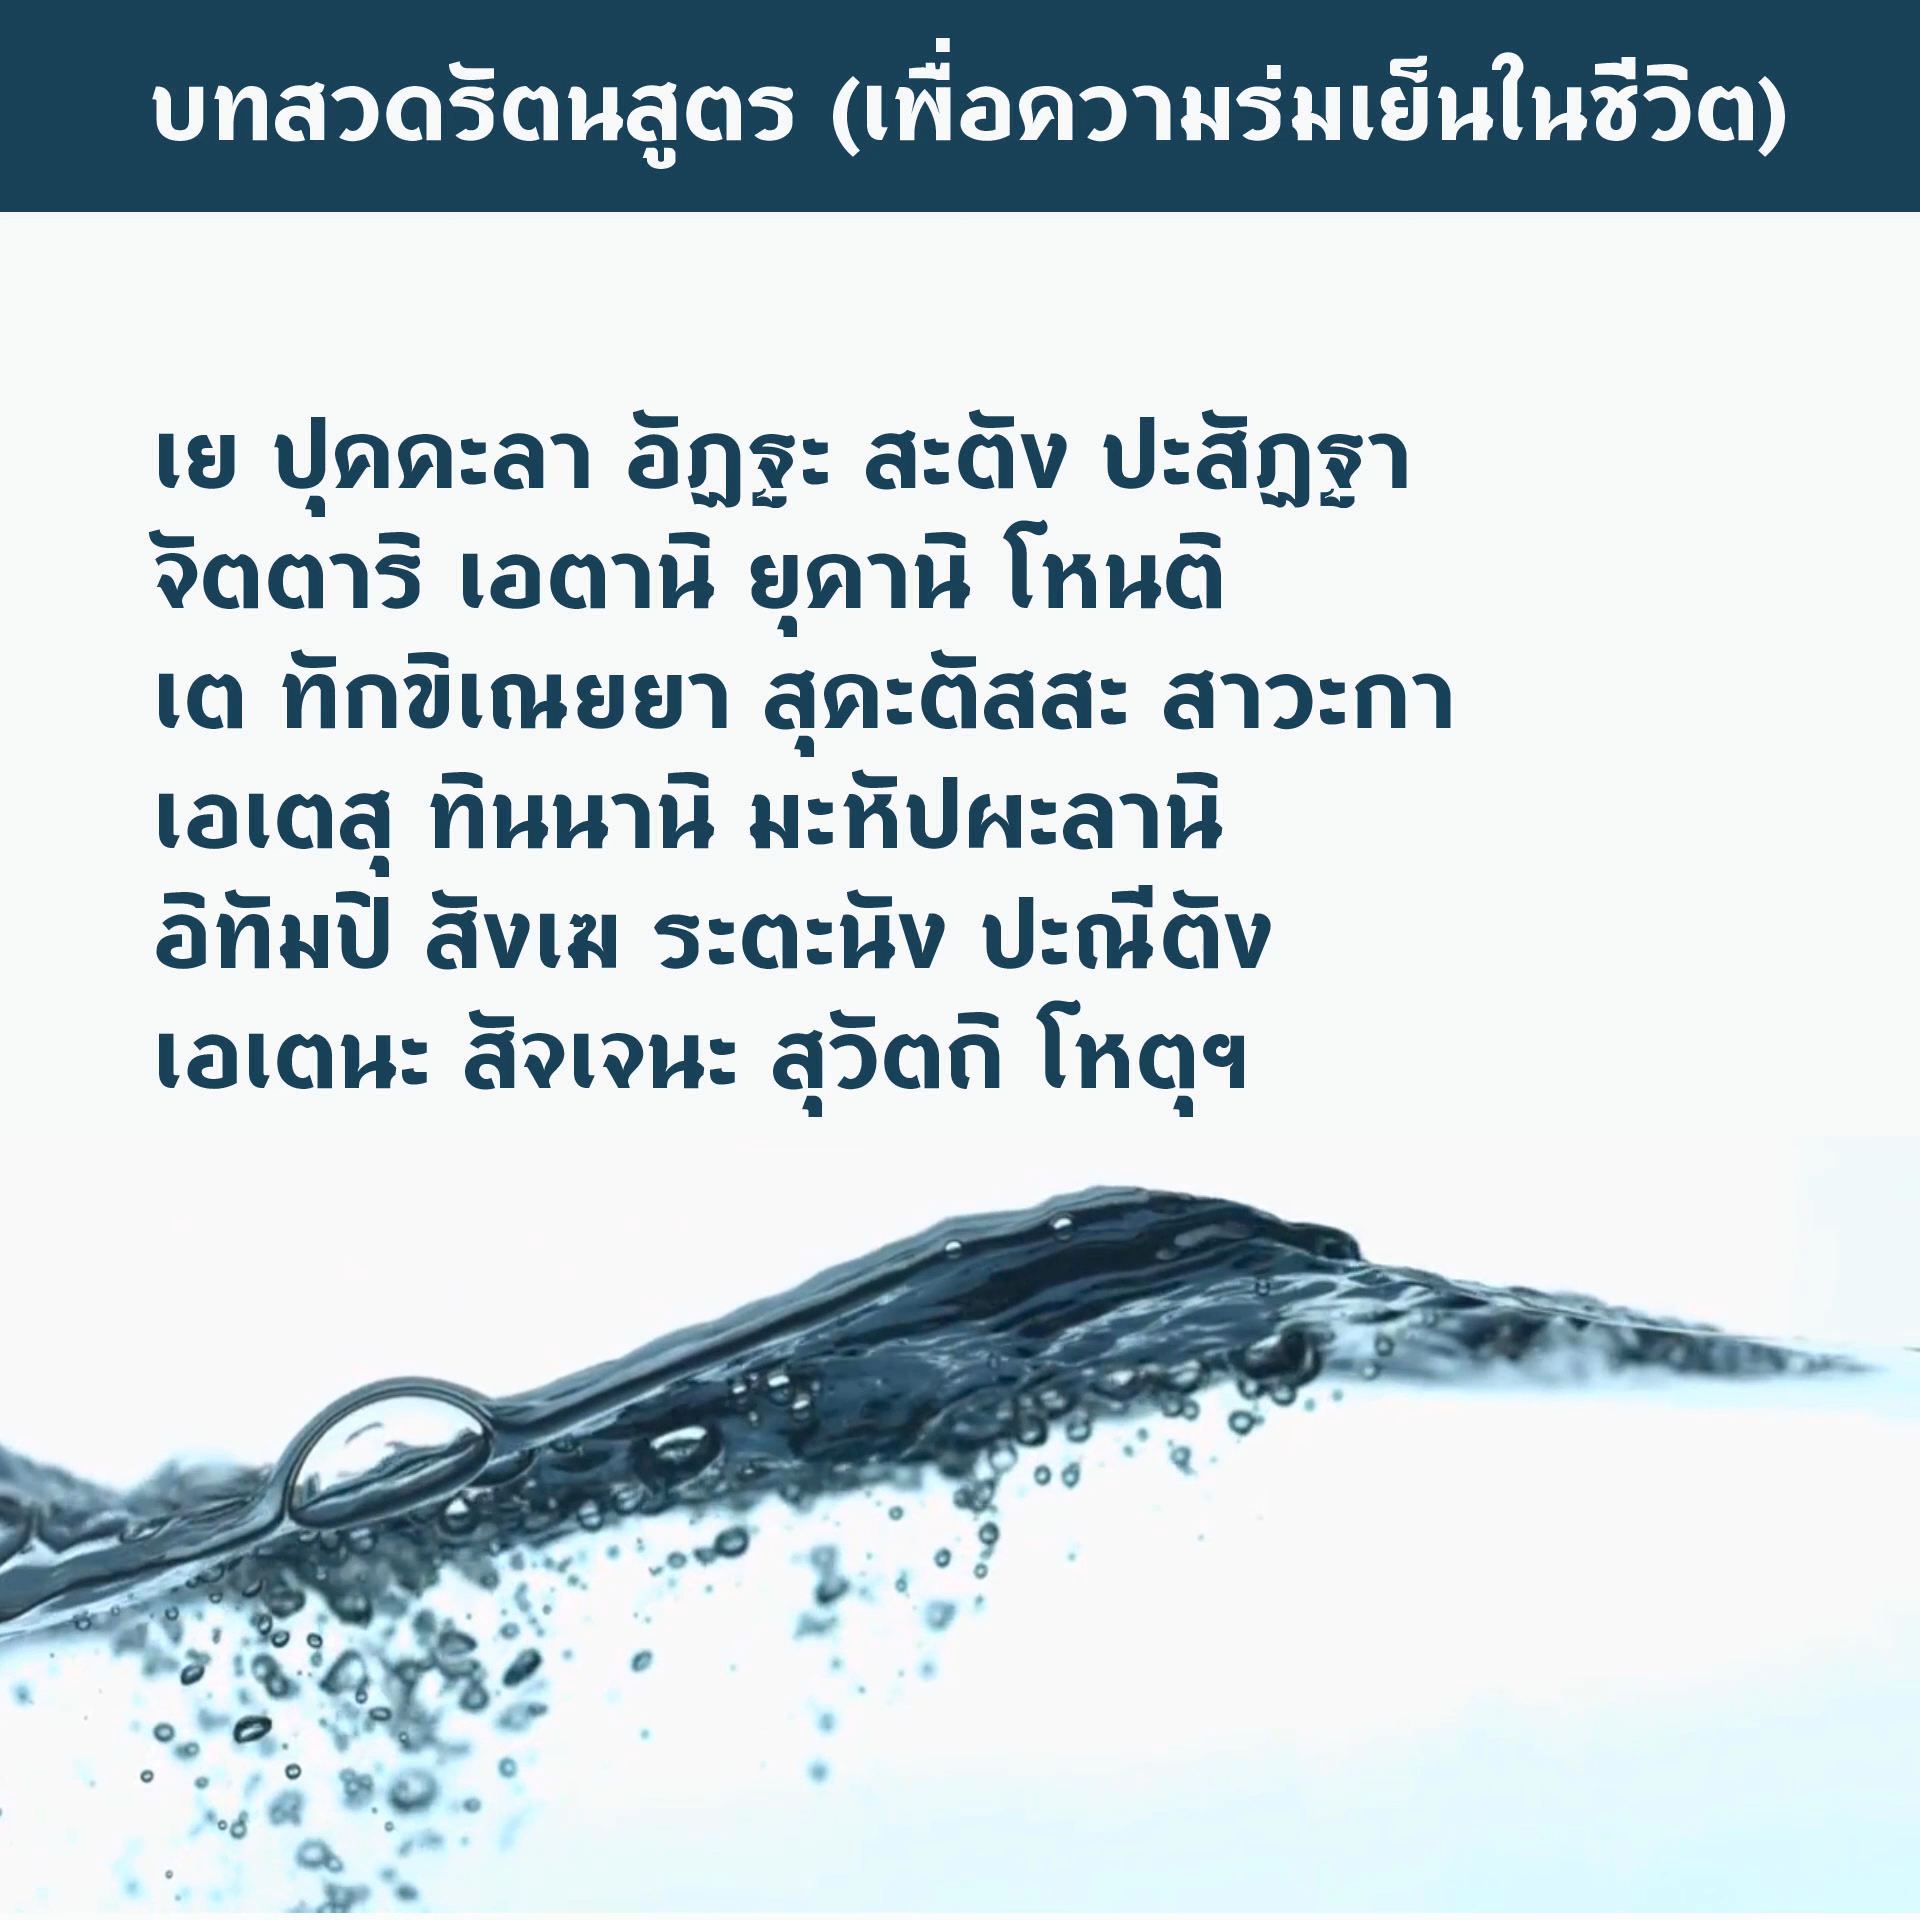 บทสวดรัตนสูตร (เพื่อความร่มเย็นในชีวิต)
เย ปุคคะลา อัฏฐะ สะตัง ปะสัฏฐา
จัตตาริ เอตานิ ยุคานิ โหนติ
เต ทักขิเณยยา สุคะตัสสะ สาวะกา
เอเตสุ ทินนานิ มะหัปผะลานิ
อิทัมปิ สังเฆ ระตะนัง ปะณีตัง
เอเตนะ สัจเจนะ สุวัตถิ โหตุฯ